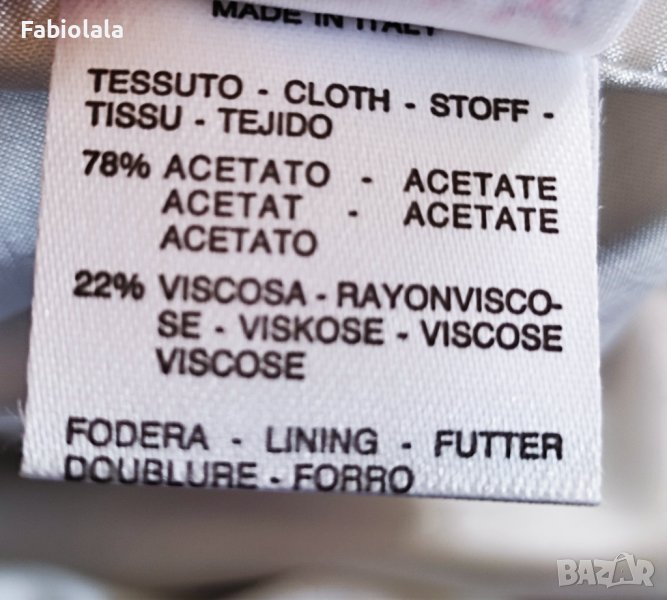 Fabiolala
MADE IN ITALY
TESSUTO - CLOTH - STOFF -
TISSU - TEJIDO
78% ACETATO - ACETATE
ACETAT - ACETATE
ACETATO
22% VISCOSA - RAYONVISCO-
SE - VISKOSE - VISCOSE
VISCOSE
FODERA - LINING - FUTTER
DOUBLURE - FORRO
BAZAR